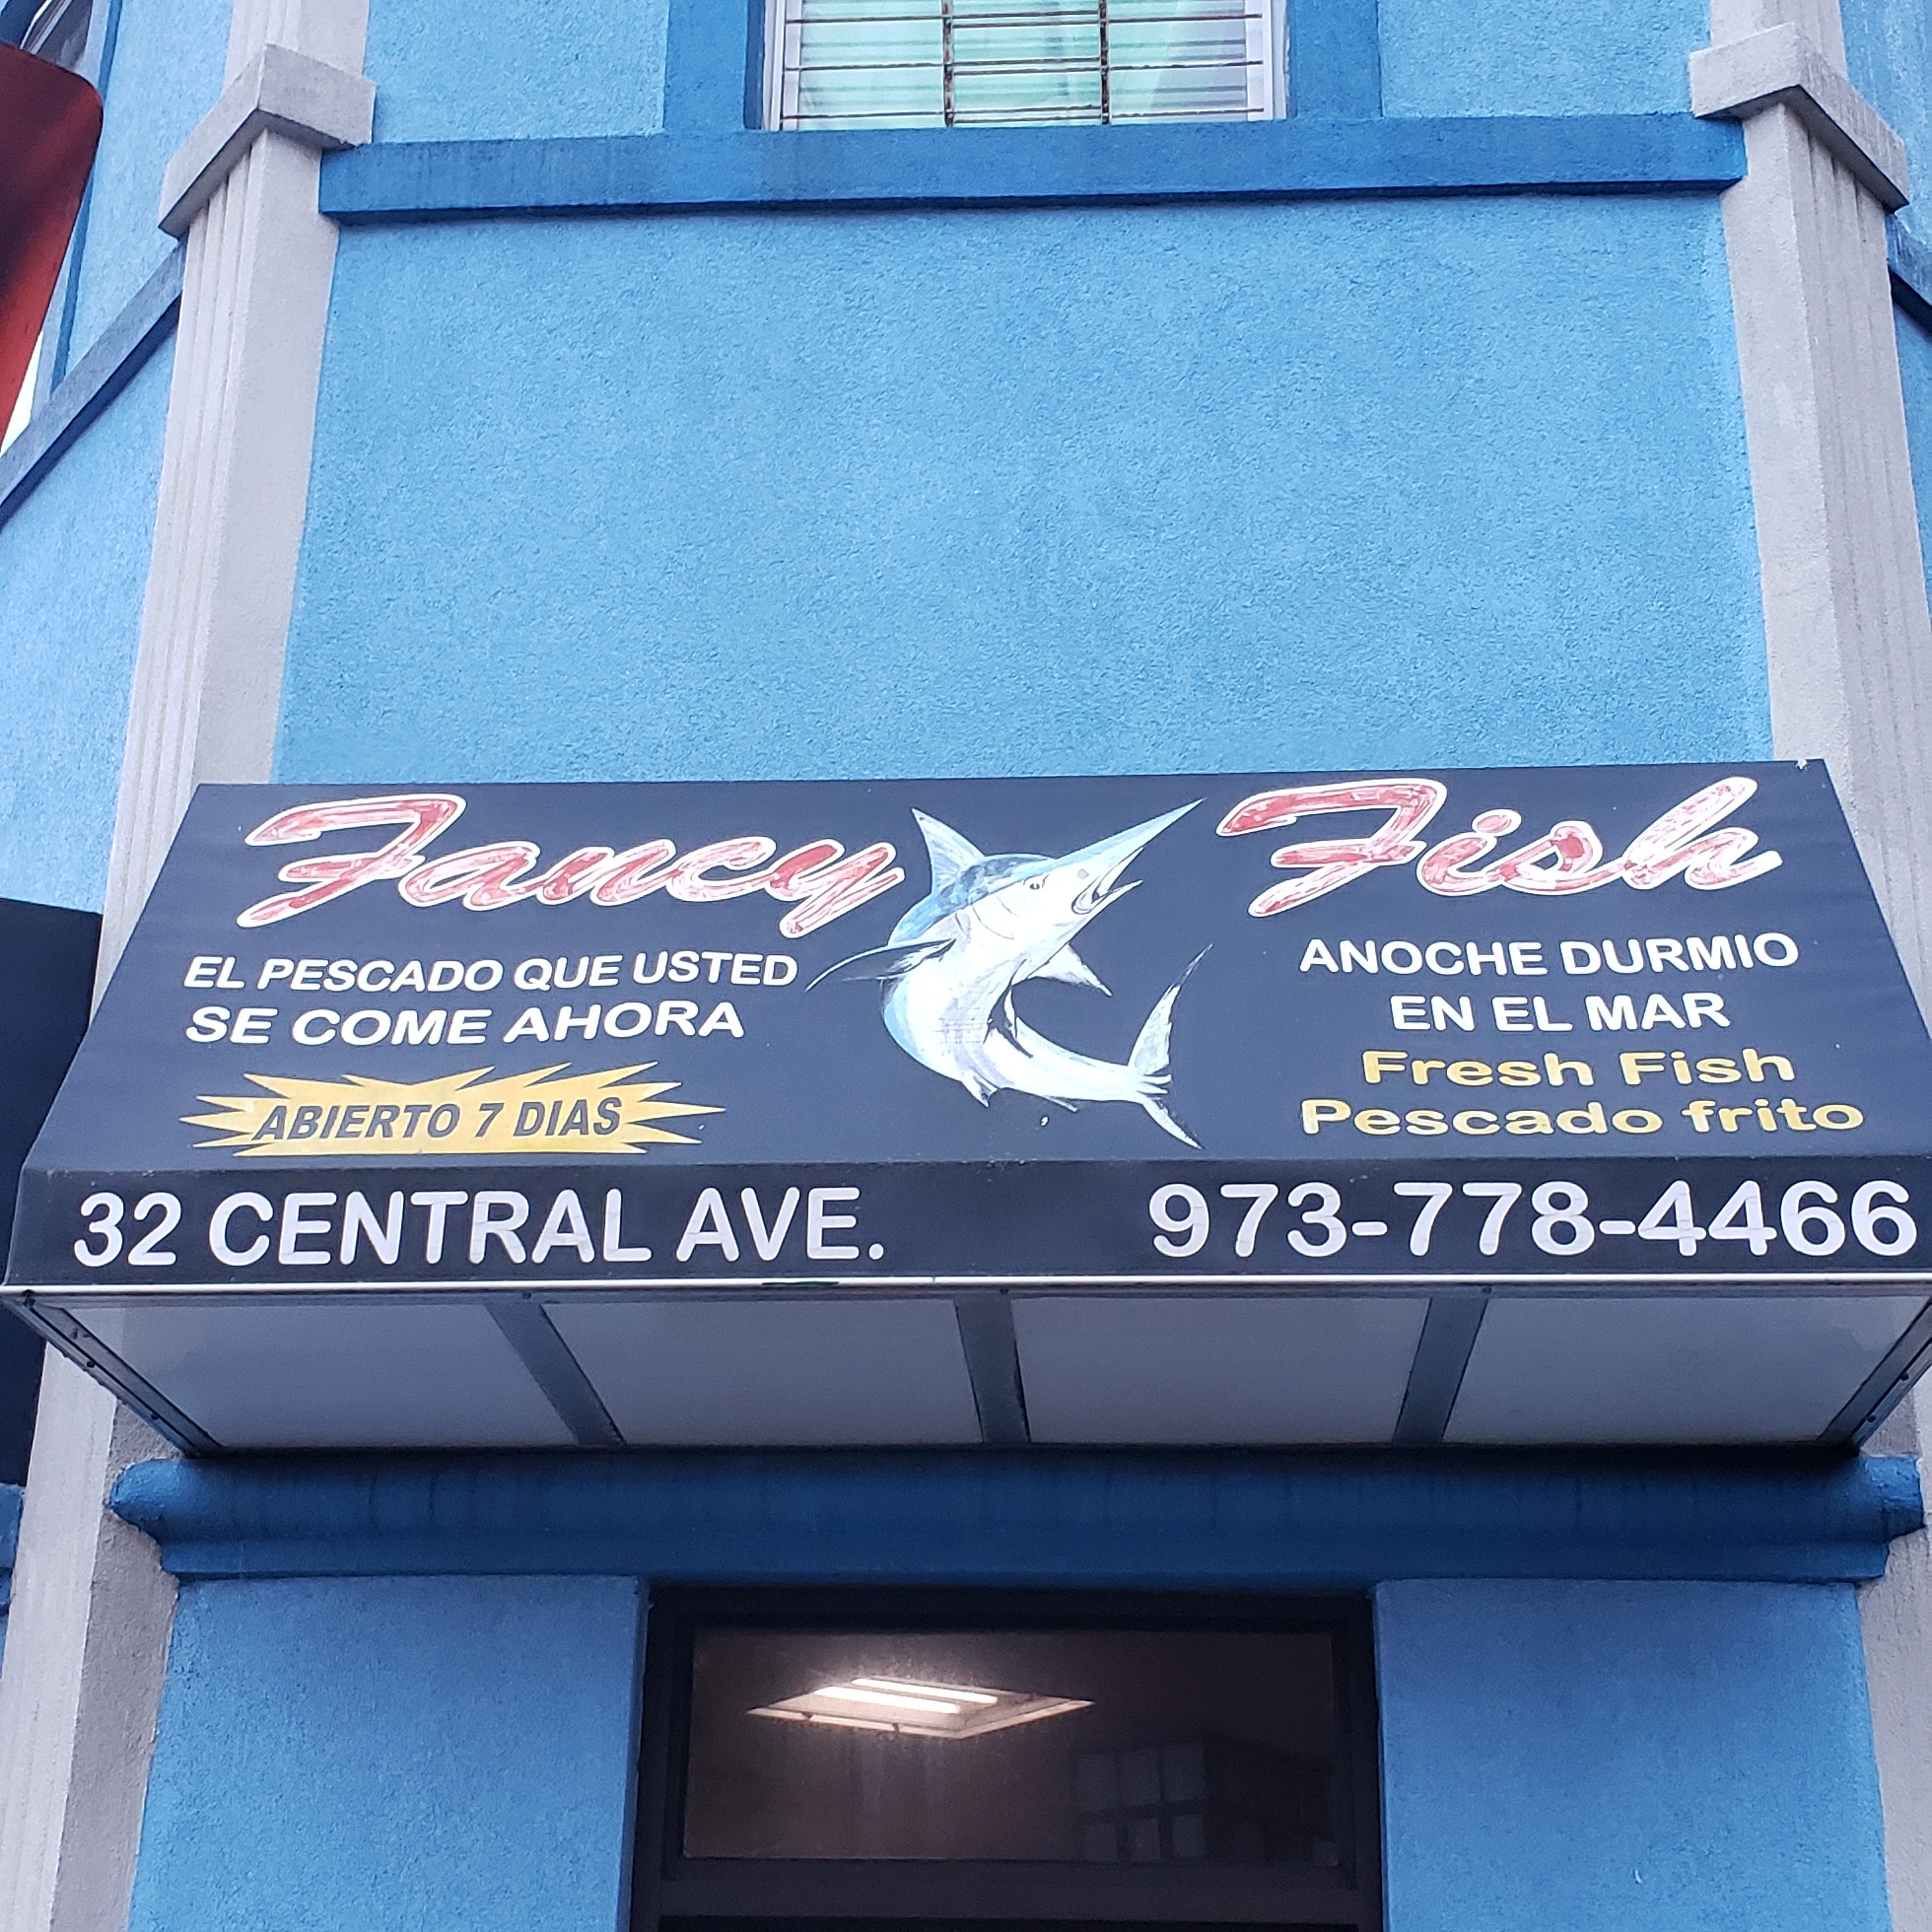 Fancy Fish
EL PESCADO QUE USTED
SE COME AHORA
ABIERTO 7 DIAS
ANOCHE DURMIO
EN EL MAR
Fresh Fish
Pescado frito
32 CENTRAL AVE.
973-778-4466